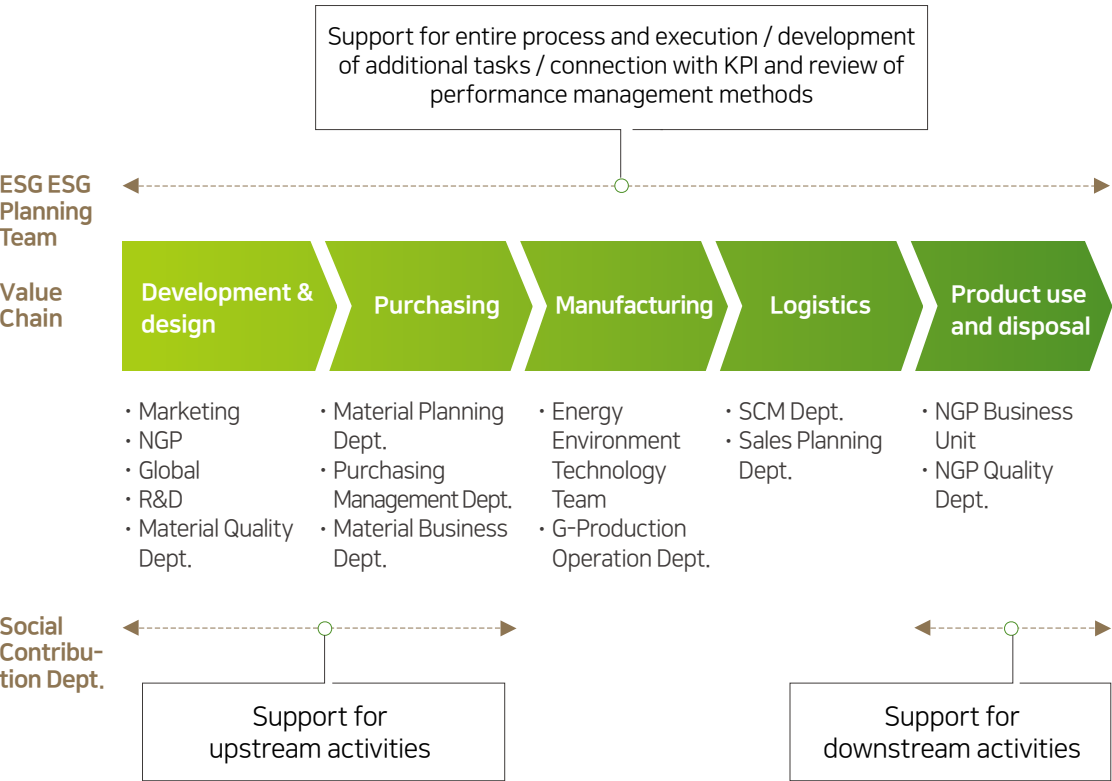 Support for entire process and execution / development
of additional tasks / connection with KPI and review of
performance management methods
ESG ESG
Planning
Team
Value
Chain
Development &
design
Purchasing
Manufacturing
Logistics
Product use
and disposal
· Marketing
· NGP
· Global
· R&D
· Material Quality
Dept.
· Material Planning
Dept.
· Purchasing
Management Dept.
· Material Business
Dept.
· Energy
Environment
Technology
Team
· G-Production
Operation Dept.
· SCM Dept.
· Sales Planning
Dept.
· NGP Business
Unit
· NGP Quality
Dept.
Social
Contribu-
tion Dept.
Support for
upstream activities
Support for
downstream activities